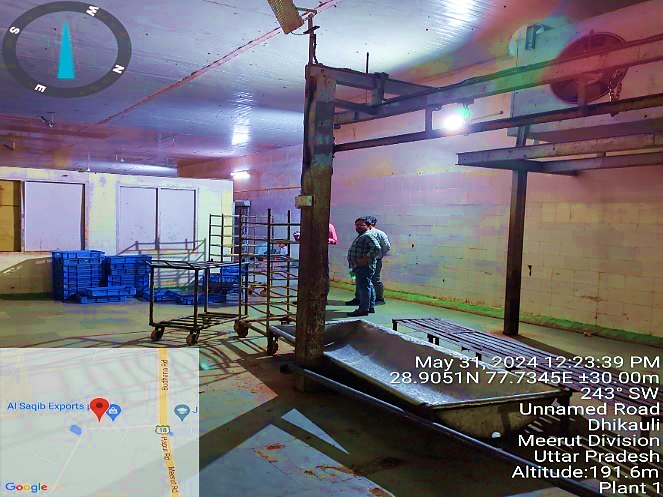 S
W
N
E
May 31, 2024 12:23:39 PM
28.9051N 77.7345E ±30.00m
243° SW
Unnamed Road
Dhikauli
Meerut Division
Uttar Pradesh
Altitude:191.6m
Plant 1
Al Saqib Exports p
J
18
Google